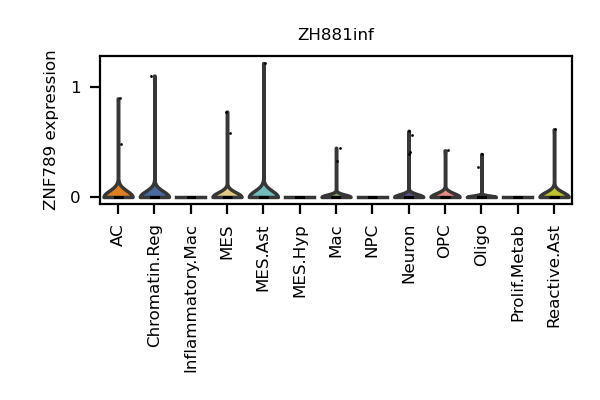 ZH881inf
ZNF789 expression
1
0
AC
Chromatin.Reg
Inflammatory.Mac
MES
MES.Ast
MES.Hyp
Mac
NPC
Neuron
OPC
Oligo
Prolif.Metab
Reactive.Ast